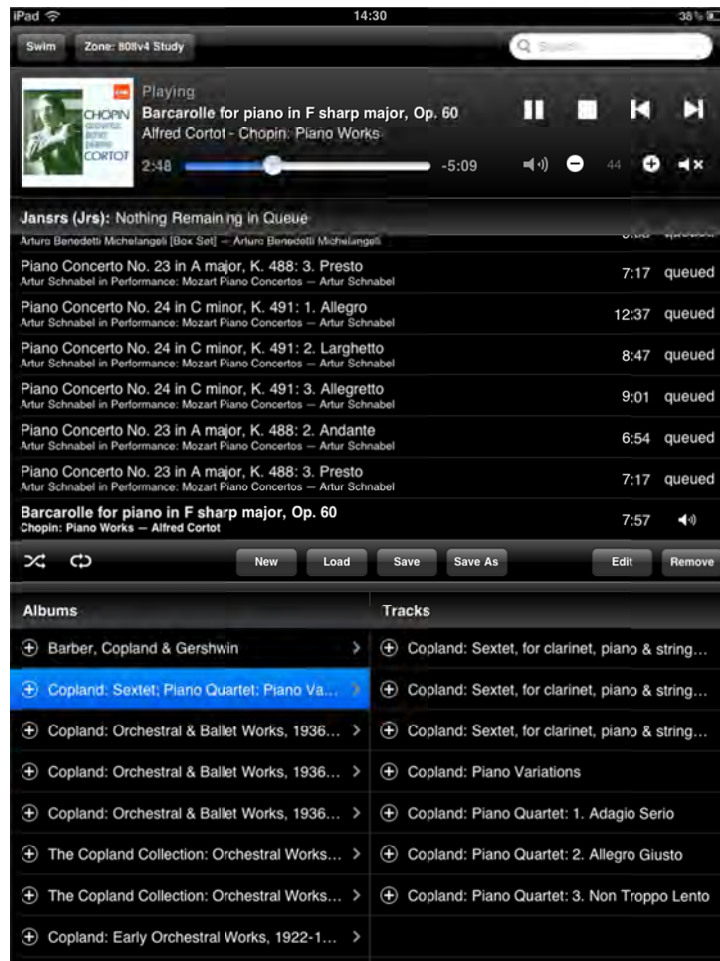 iPad
14:30
38%
Swim
Zone: 808v4 Study
Search
Playing
CHOPIN
CORTOT
Barcarolle for piano in F sharp major, Op. 60
Alfred Cortot - Chopin: Piano Works
2:48
-5:09
44
Jansrs (Jrs): Nothing Remaining in Queue
Arturo Benedetti Michelangeli [Box Set] — Arturo Benedetti Michelangeli
Piano Concerto No. 23 in A major, K. 488: 3. Presto
7:17 queued
Artur Schnabel in Performance: Mozart Piano Concertos — Artur Schnabel
Piano Concerto No. 24 in C minor, K. 491: 1. Allegro
12:37 queued
Artur Schnabel in Performance: Mozart Piano Concertos — Artur Schnabel
Piano Concerto No. 24 in C minor, K. 491: 2. Larghetto
8:47 queued
Artur Schnabel in Performance: Mozart Piano Concertos — Artur Schnabel
Piano Concerto No. 24 in C minor, K. 491: 3. Allegretto
9:01 queued
Artur Schnabel in Performance: Mozart Piano Concertos — Artur Schnabel
Piano Concerto No. 23 in A major, K. 488: 2. Andante
6:54 queued
Artur Schnabel in Performance: Mozart Piano Concertos — Artur Schnabel
Piano Concerto No. 23 in A major, K. 488: 3. Presto
7:17 queued
Artur Schnabel in Performance: Mozart Piano Concertos — Artur Schnabel
Barcarolle for piano in F sharp major, Op. 60
7:57
Chopin: Piano Works — Alfred Cortot
New
Load
Save
Save As
Edit
Remove
Albums
Tracks
Barber, Copland & Gershwin
Copland: Sextet, for clarinet, piano & string...
Copland: Sextet; Piano Quartet; Piano Va...
Copland: Sextet, for clarinet, piano & string...
Copland: Orchestral & Ballet Works, 1936...
Copland: Sextet, for clarinet, piano & string...
Copland: Orchestral & Ballet Works, 1936...
Copland: Piano Variations
Copland: Orchestral & Ballet Works, 1936...
Copland: Piano Quartet: 1. Adagio Serio
The Copland Collection: Orchestral Works...
Copland: Piano Quartet: 2. Allegro Giusto
The Copland Collection: Orchestral Works...
Copland: Piano Quartet: 3. Non Troppo Lento
Copland: Early Orchestral Works, 1922-1...